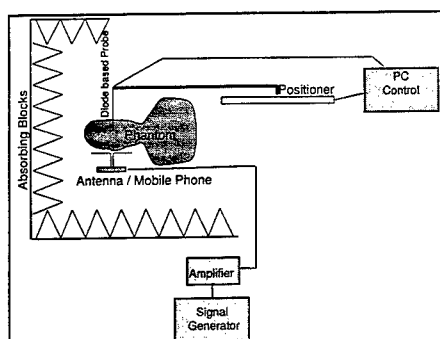 Absorbing Blocks
Diode based Probe
Positioner
PC
Control
Phantom
Antenna / Mobile Phone
Amplifier
Signal
Generator